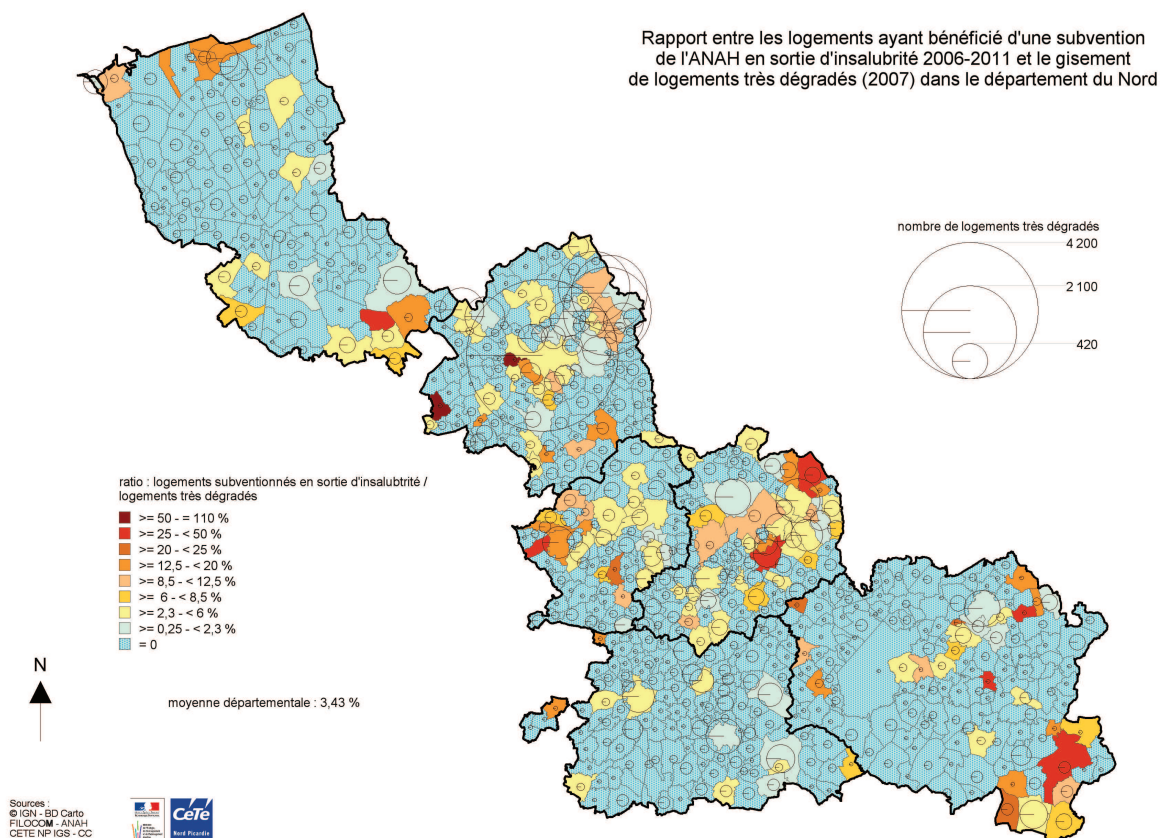 Rapport entre les logements ayant bénéficié d'une subvention
de l'ANAH en sortie d'insalubrité 2006-2011 et le gisement
de logements très dégradés (2007) dans le département du Nord
nombre de logements très dégradés
4 200
2 100
420
ratio : logements subventionnés en sortie d'insalubtrité /
logements très dégradés
>= 50 - = 110 %
>= 25 - < 50 %
>= 20 - < 25 %
>= 12,5 - < 20 %
>= 8,5 - < 12,5 %
>= 6 - < 8,5 %
>= 2,3 - < 6 %
>= 0,25 - < 2,3 %
= 0
N
moyenne départementale : 3,43 %
Sources :
© IGN - BD Carto
FILOCOM - ANAH
CETE NP IGS - CC
CeTe
Nord Picardie